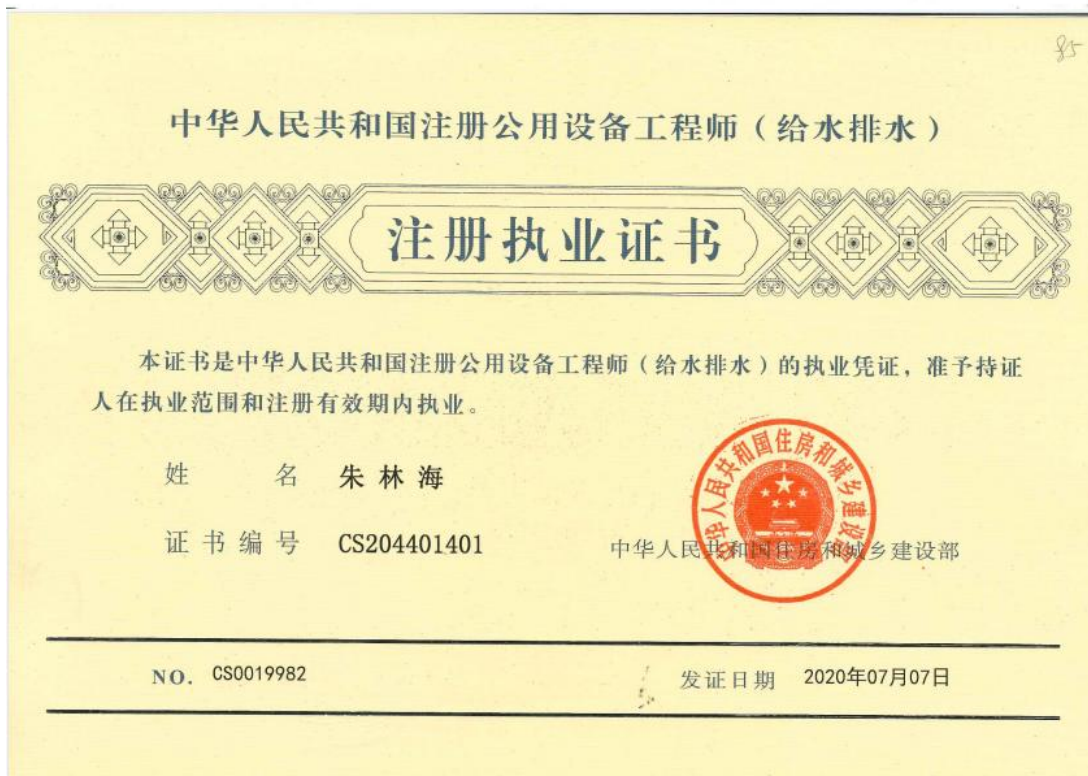 85
中华人民共和国注册公用设备工程师（给水排水）
注册执业证书
本证书是中华人民共和国注册公用设备工程师（给水排水）的执业凭证，准予持证
人在执业范围和注册有效期内执业。
姓名 朱林海
证书编号 CS204401401
中华人民共和国住房和城乡建设部
中华人民共和国住房和城乡建设部
NO. CS0019982
发证日期 2020年07月07日